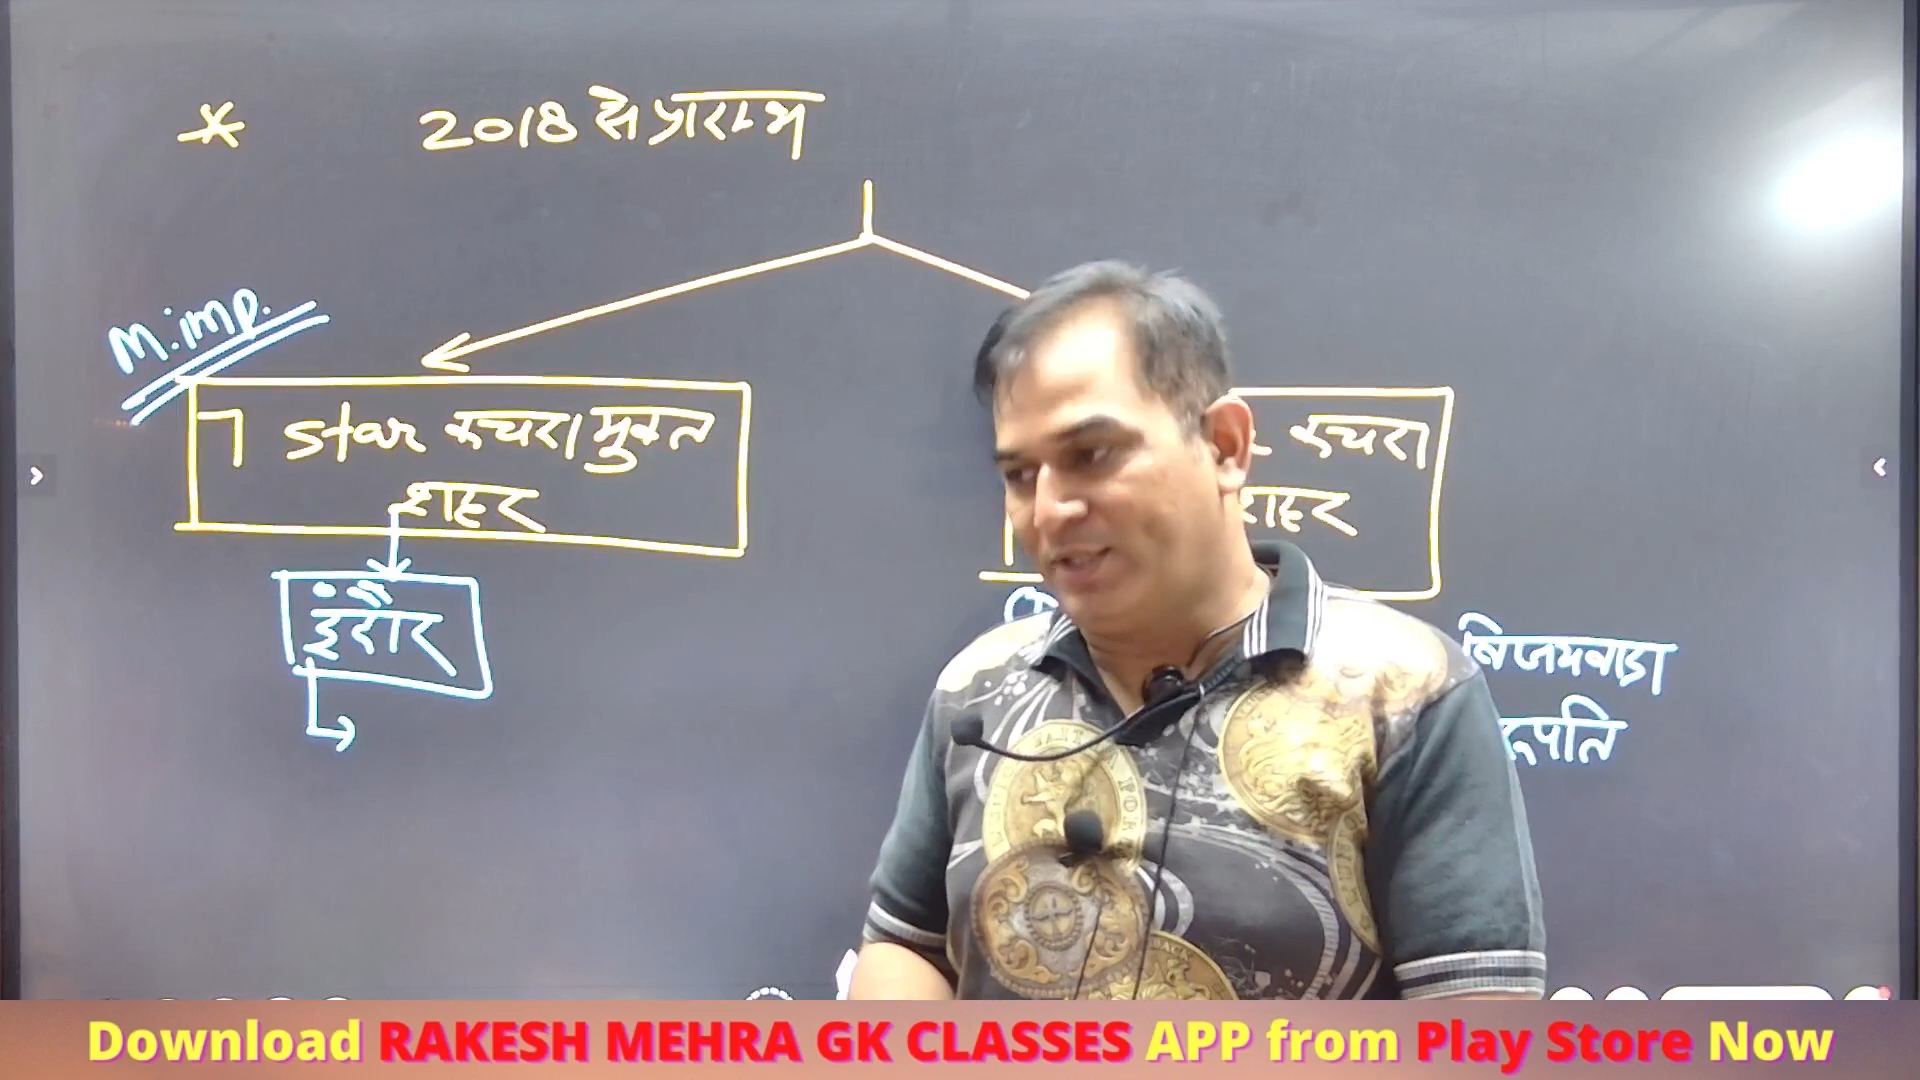 * 2018 से प्रारम्भ
M. imp.
7 star कचरा मुक्त
शहर
कचरा
शहर
इंदौर
विजयवाड़ा
रूपति
Download RAKESH MEHRA GK CLASSES APP from Play Store Now